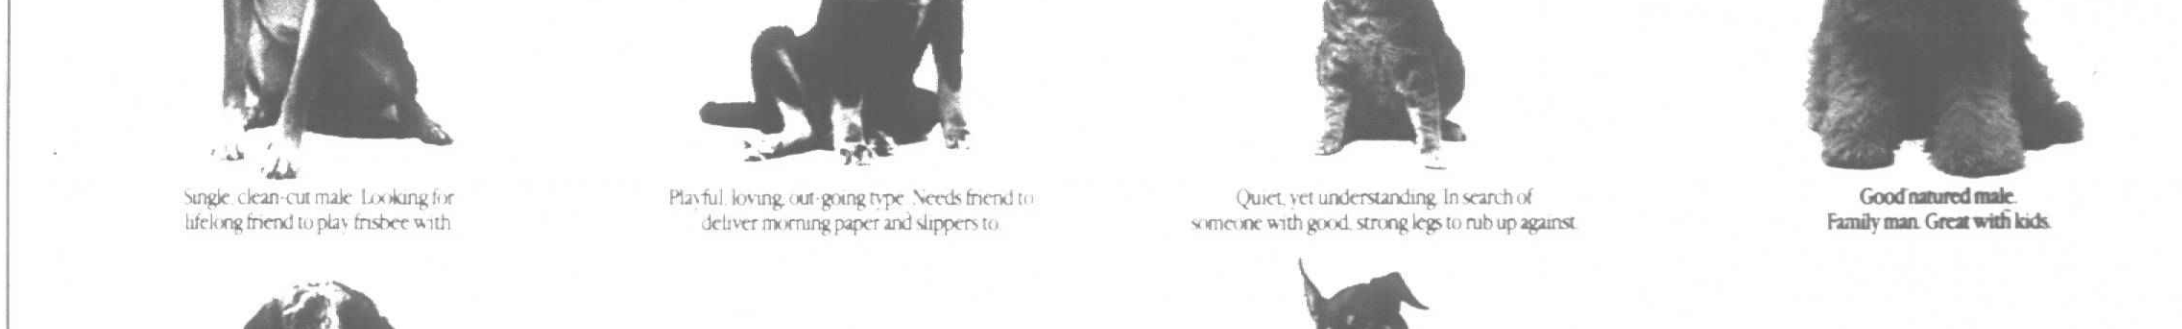 Single, clean-cut male. Looking for
lifelong friend to play frisbee with.
Playful, loving, out-going type. Needs friend to
deliver morning paper and slippers to.
Quiet, yet understanding. In search of
someone with good, strong legs to rub up against.
Good natured male.
Family man. Great with kids.